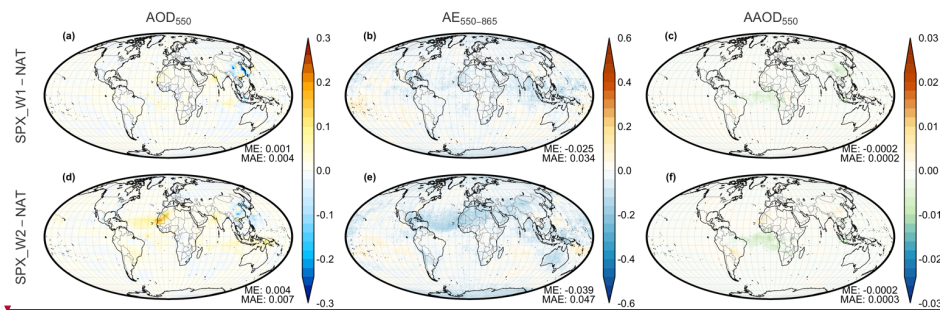 AOD550
AE550–865
AAOD550
SPX_W1 – NAT
(a)
(b)
(c)
0.3
0.2
0.1
0.0
-0.1
-0.2
-0.3
0.6
0.4
0.2
0.0
-0.2
-0.4
-0.6
0.03
0.02
0.01
0.00
-0.01
-0.02
-0.03
ME: 0.001
MAE: 0.004
ME: -0.025
MAE: 0.034
ME: -0.0002
MAE: 0.0002
SPX_W2 – NAT
(d)
(e)
(f)
ME: 0.004
MAE: 0.007
ME: -0.039
MAE: 0.047
ME: -0.0002
MAE: 0.0003